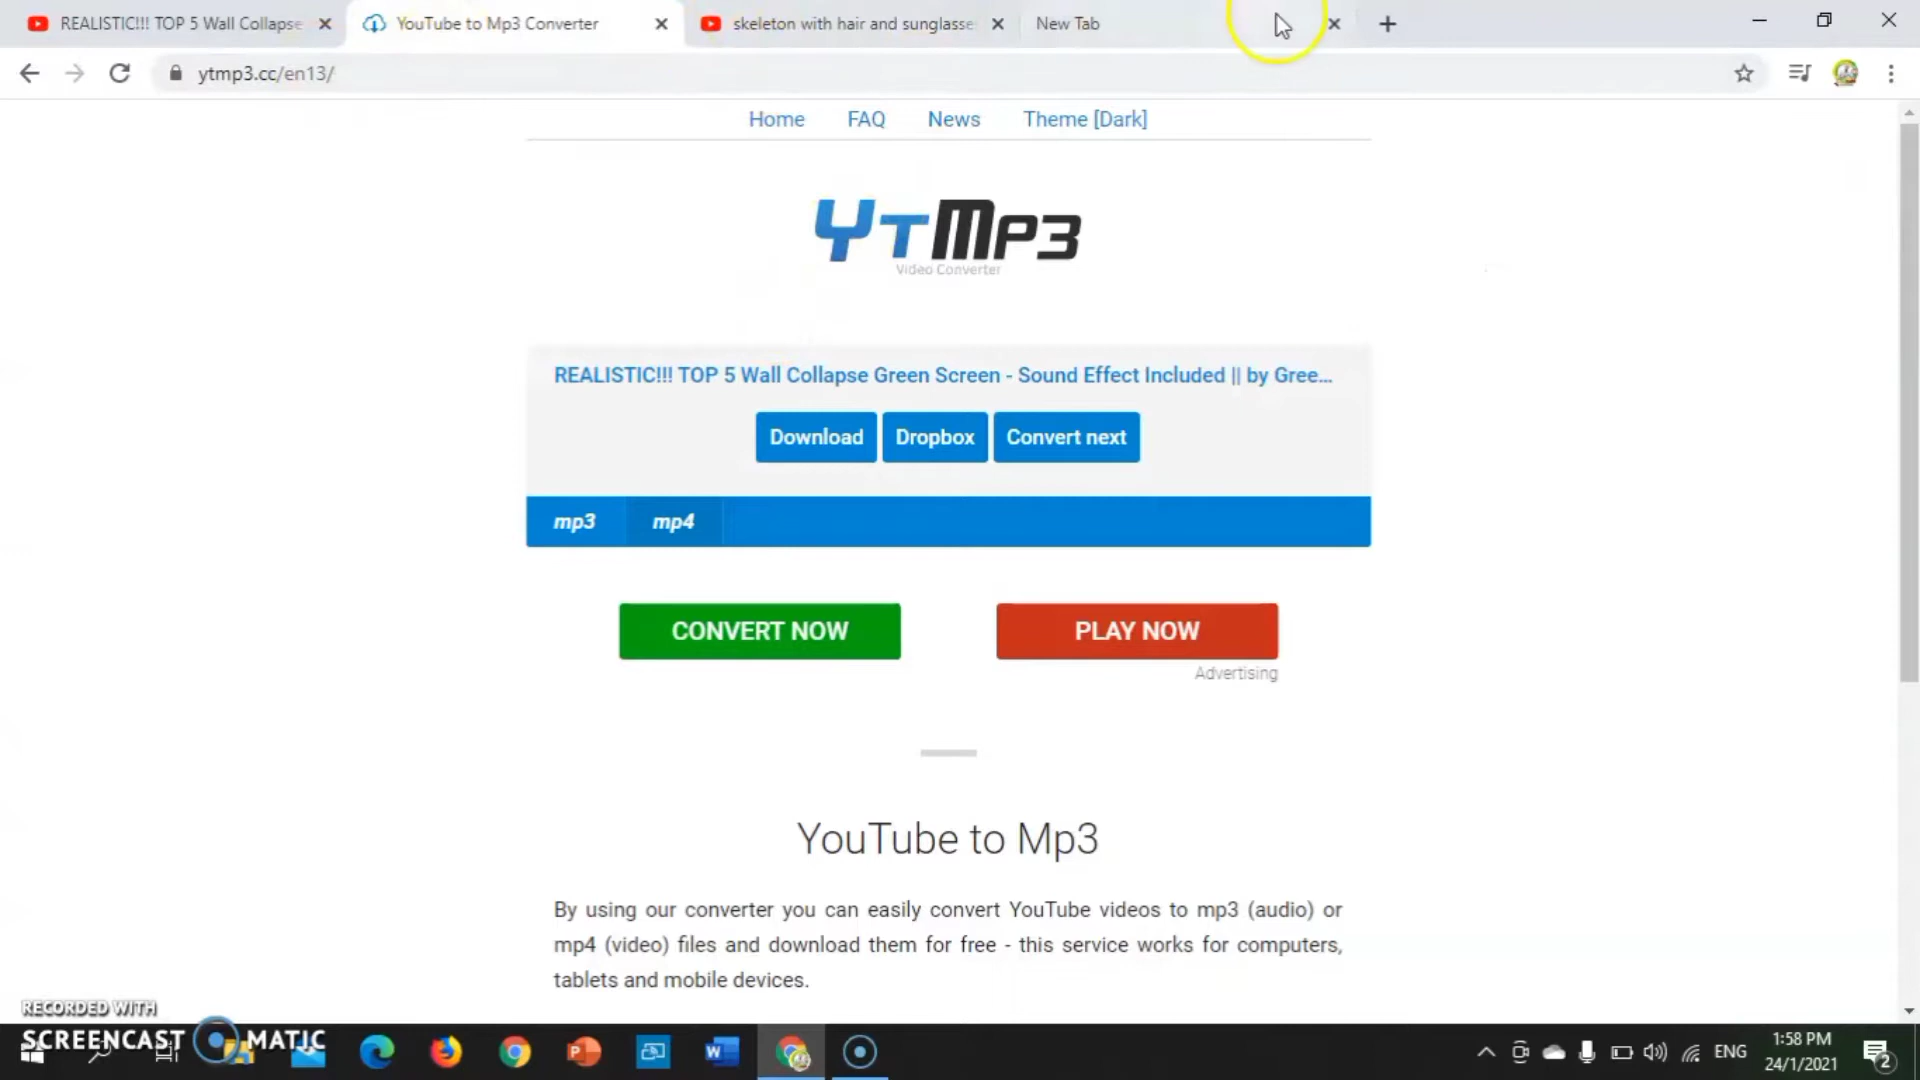 REALISTIC!!! TOP 5 Wall Collapse
YouTube to Mp3 Converter
skeleton with hair and sunglasse
New Tab
ytmp3.cc/en13/
Home FAQ News Theme [Dark]
YTMP3
Video Converter
REALISTIC!!! TOP 5 Wall Collapse Green Screen - Sound Effect Included || by Gree...
Download Dropbox Convert next
mp3 mp4
CONVERT NOW PLAY NOW
Advertising
YouTube to Mp3
By using our converter you can easily convert YouTube videos to mp3 (audio) or
mp4 (video) files and download them for free - this service works for computers,
tablets and mobile devices.
RECORDED WITH
SCREENCAST MATIC
ENG
1:58 PM
24/1/2021
2